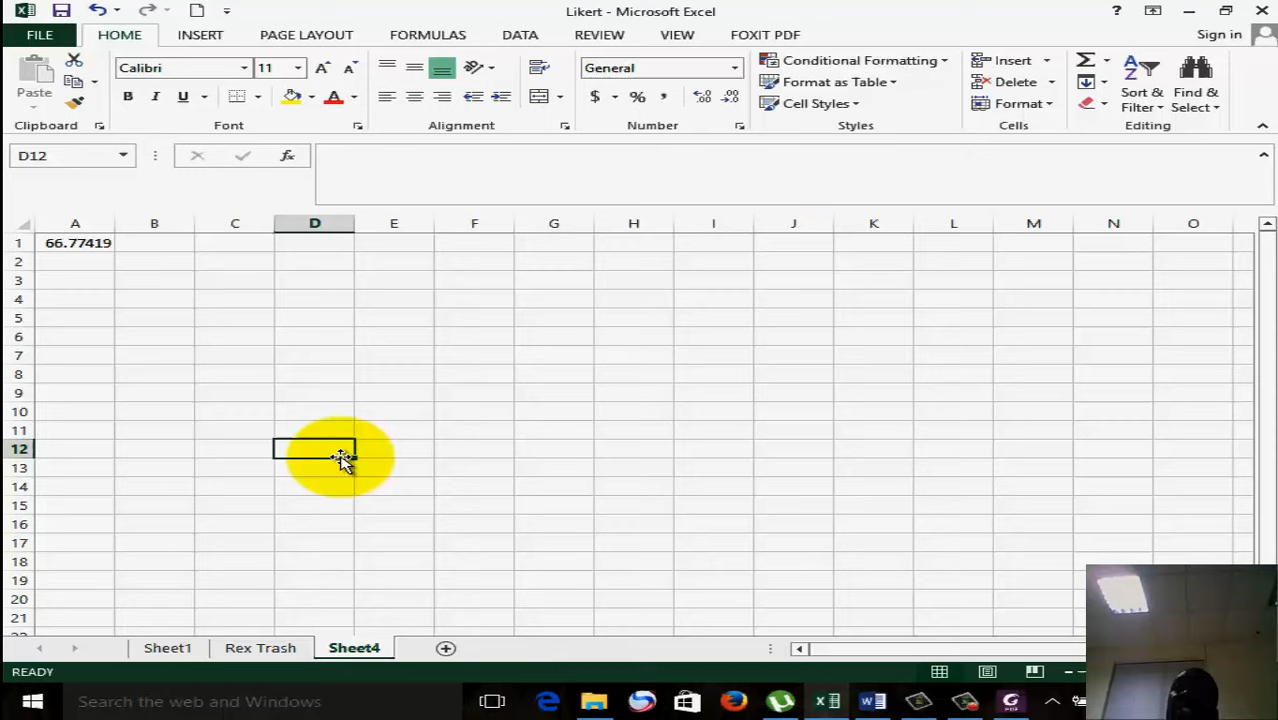 Likert - Microsoft Excel
?
FILE HOME INSERT PAGE LAYOUT FORMULAS DATA REVIEW VIEW FOXIT PDF Sign in
Paste
Calibri 11
B I U A
General
$ % ,
Conditional Formatting
Format as Table
Cell Styles
Insert
Delete
Format
Sort & Filter
Find & Select
Clipboard Font Alignment Number Styles Cells Editing
D12 fx
A B C D E F G H I J K L M N O
1 66.77419
2
3
4
5
6
7
8
9
10
11
12
13
14
15
16
17
18
19
20
21
Sheet1 Rex Trash Sheet4
READY
Search the web and Windows